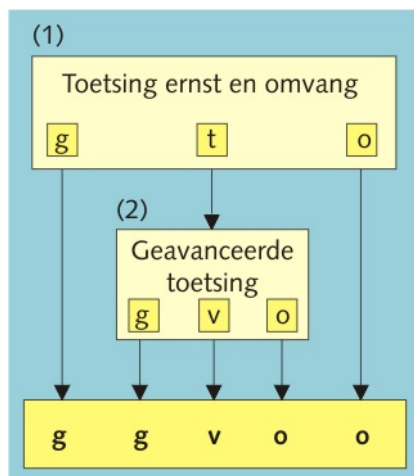 (1)
Toetsing ernst en omvang
g t o
(2)
Geavanceerde
toetsing
g v o
g g v o o